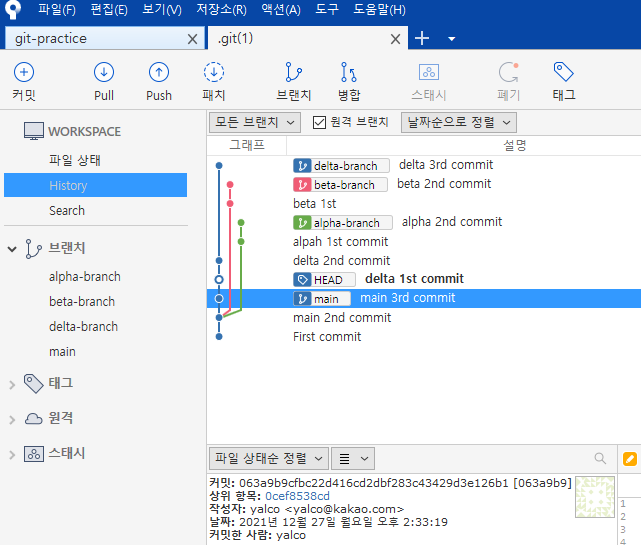 파일(F) 편집(E) 보기(V) 저장소(R) 액션(A) 도구 도움말(H)
git-practice .git(1)
커밋 Pull Push 패치 브랜치 병합 스태시 폐기 태그
WORKSPACE
파일 상태
History
Search
브랜치
alpha-branch
beta-branch
delta-branch
main
태그
원격
스태시
모든 브랜치 원격 브랜치 날짜순으로 정렬
그래프 설명
delta-branch delta 3rd commit
beta-branch beta 2nd commit
beta 1st
alpha-branch alpha 2nd commit
alpah 1st commit
delta 2nd commit
HEAD delta 1st commit
main main 3rd commit
main 2nd commit
First commit
파일 상태순 정렬
커밋: 063a9b9cfbc22d416cd2dbf283c43429d3e126b1 [063a9b9]
상위 항목: 0cef8538cd
작성자: yalco <yalco@kakao.com>
날짜: 2021년 12월 27일 월요일 오후 2:33:19
커밋한 사람: yalco
1
2
3
4